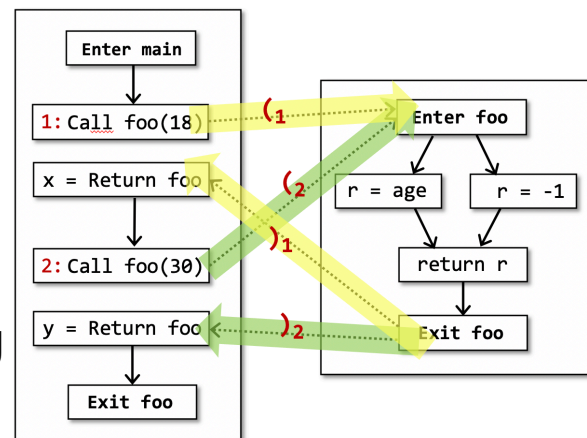 Enter main
1: Call foo(18)
x = Return foo
2: Call foo(30)
y = Return foo
Exit foo
(1
(2
)1
)2
Enter foo
r = age
r = -1
return r
Exit foo